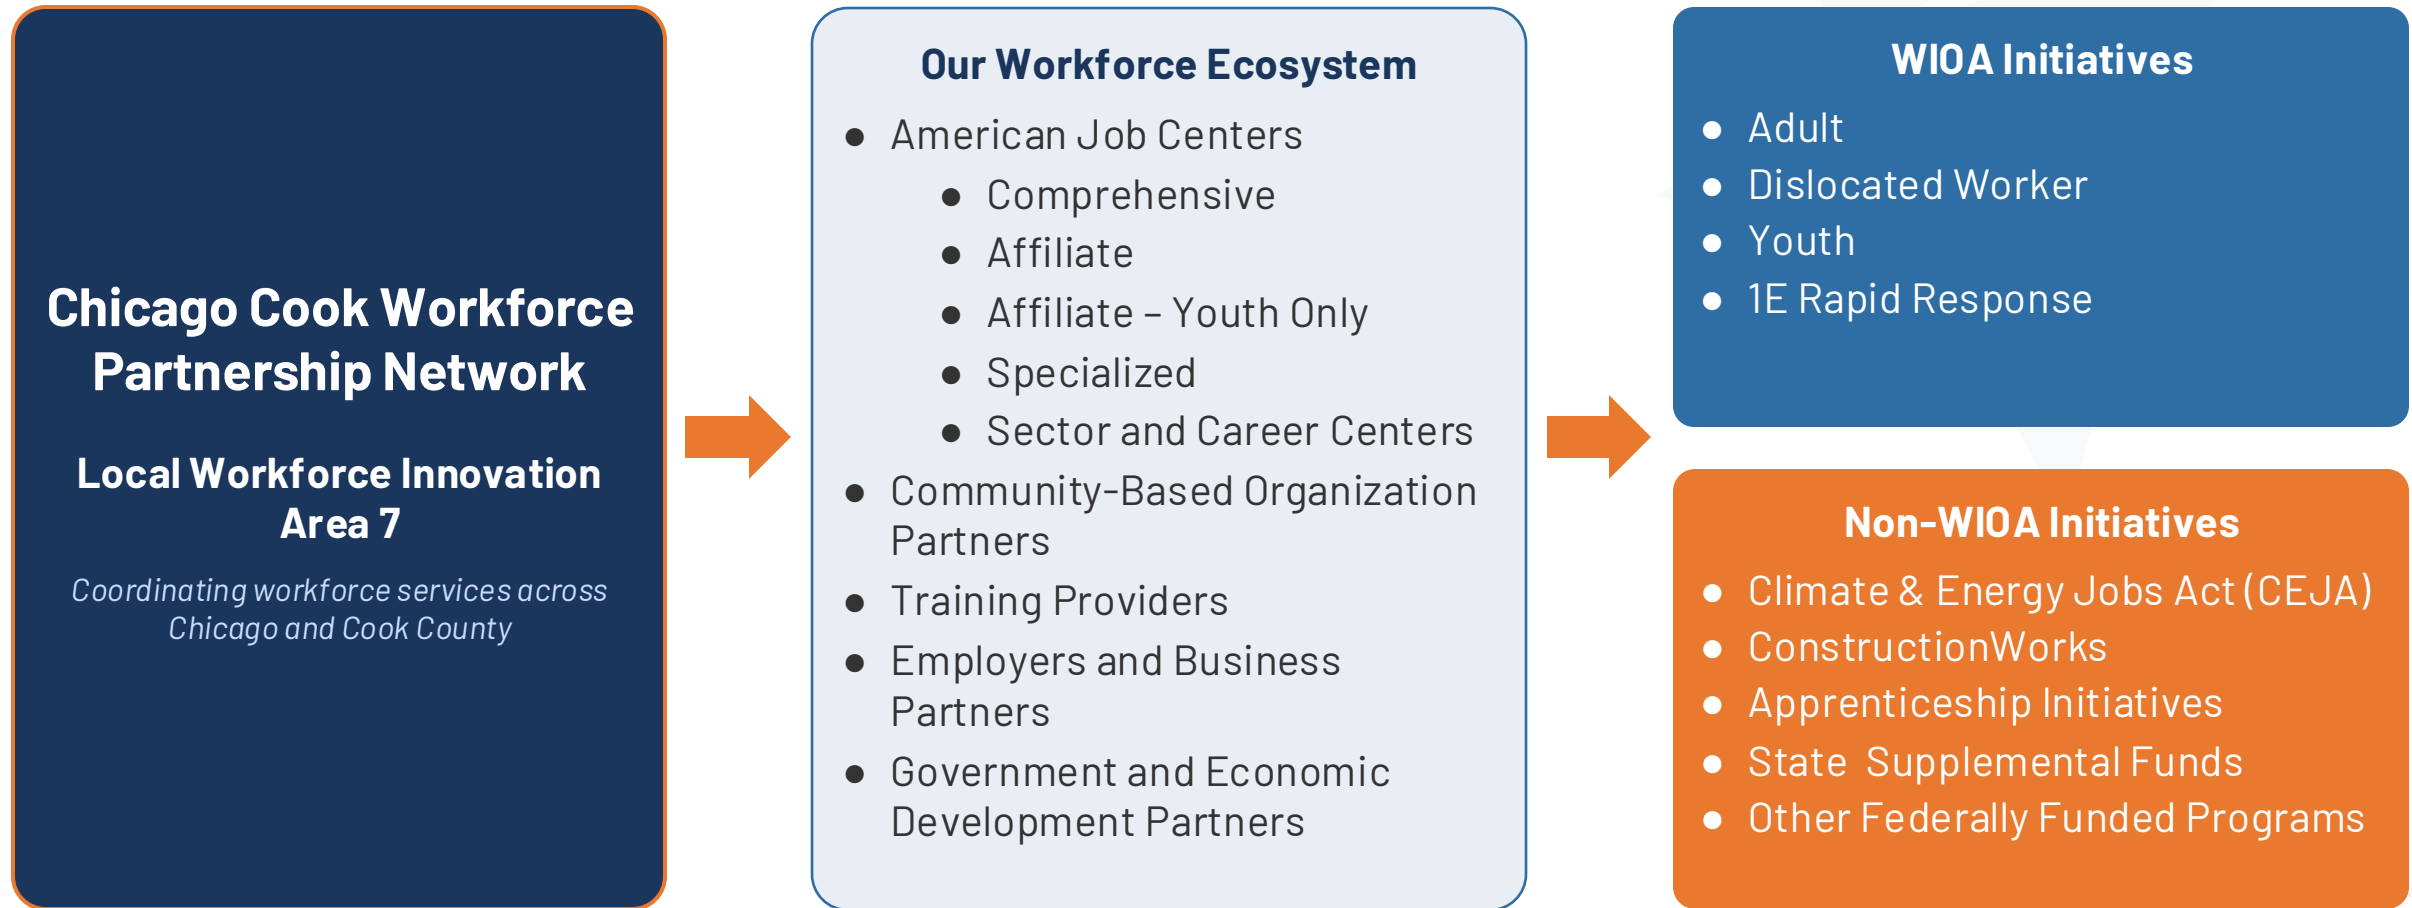 Chicago Cook Workforce
Partnership Network
Local Workforce Innovation
Area 7
Coordinating workforce services across
Chicago and Cook County
Our Workforce Ecosystem
● American Job Centers
● Comprehensive
● Affiliate
● Affiliate – Youth Only
● Specialized
● Sector and Career Centers
● Community-Based Organization
Partners
● Training Providers
● Employers and Business
Partners
● Government and Economic
Development Partners
WIOA Initiatives
● Adult
● Dislocated Worker
● Youth
● 1E Rapid Response
Non-WIOA Initiatives
● Climate & Energy Jobs Act (CEJA)
● ConstructionWorks
● Apprenticeship Initiatives
● State  Supplemental Funds
● Other Federally Funded Programs